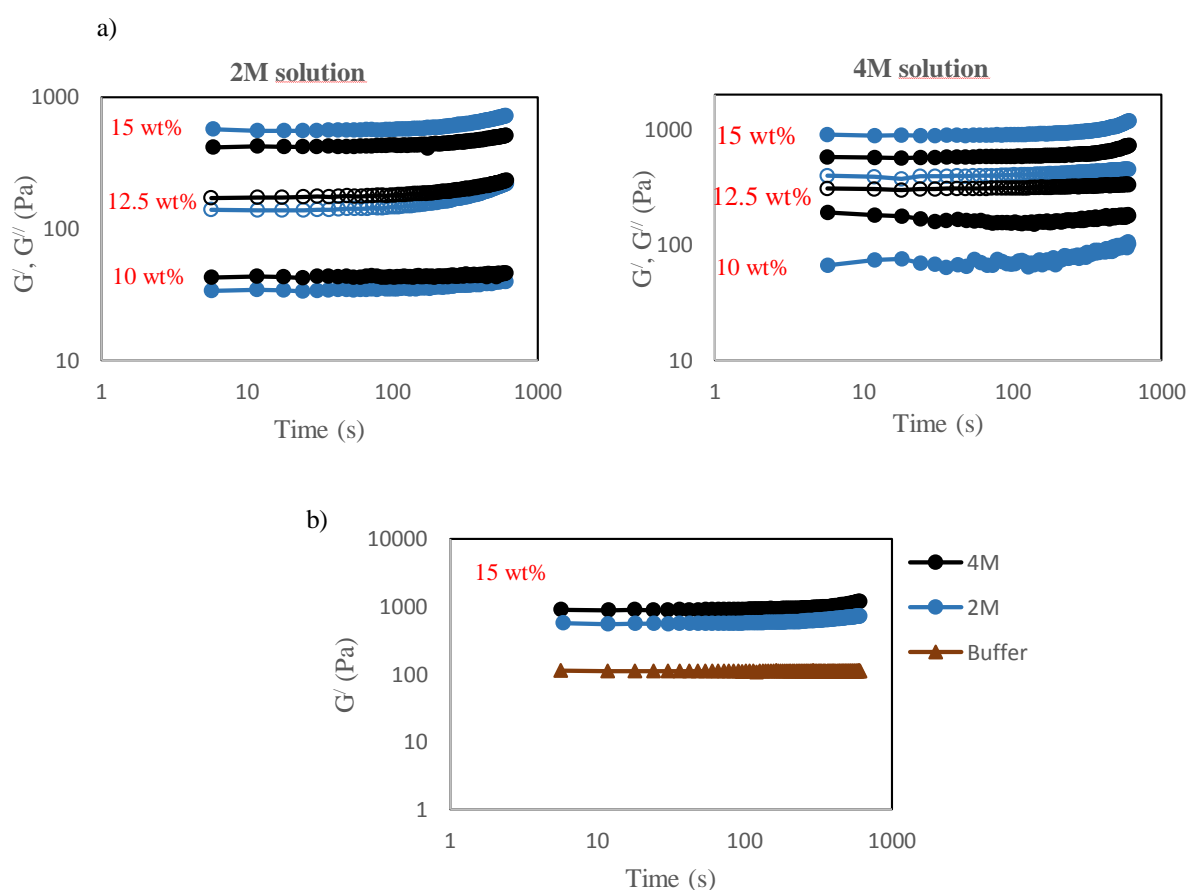 a)
2M solution
4M solution
G/, G// (Pa)
1000
100
10
15 wt%
12.5 wt%
10 wt%
1
10
100
1000
Time (s)
G/, G// (Pa)
1000
100
10
15 wt%
12.5 wt%
10 wt%
1
10
100
1000
Time (s)
b)
G/ (Pa)
10000
1000
100
10
1
15 wt%
1
10
100
1000
Time (s)
4M
2M
Buffer